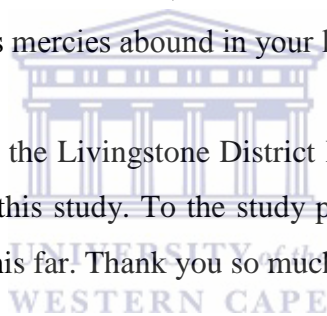 s mercies abound in your l
the Livingstone District
this study. To the study p
UNIVERSITY of the
his far. Thank you so much
WESTERN CAPE